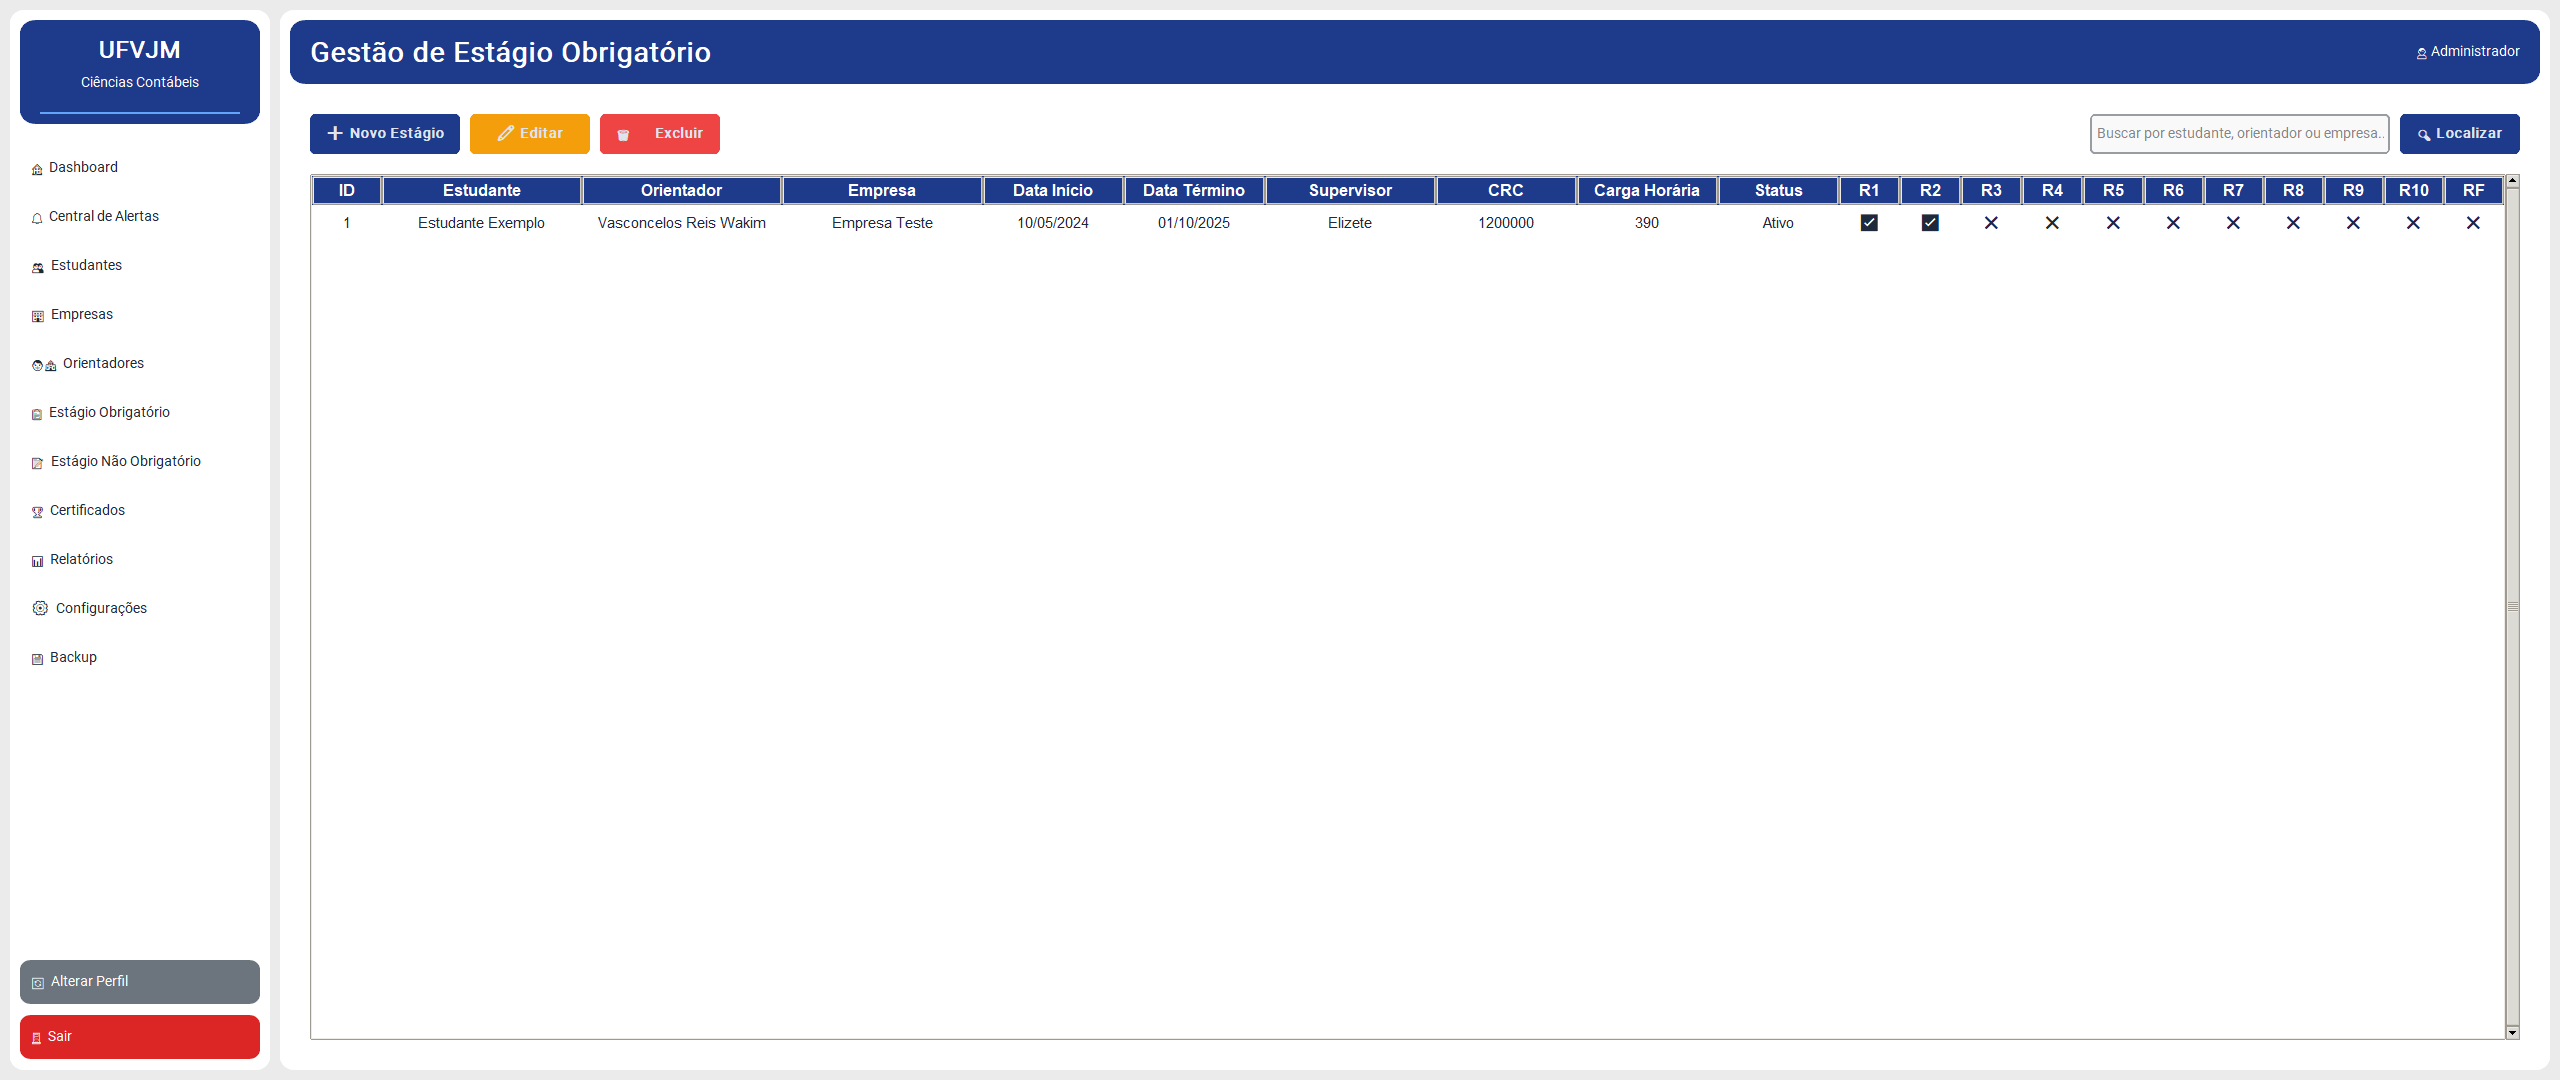 UFVJM
Ciências Contábeis
Dashboard
Central de Alertas
Estudantes
Empresas
Orientadores
Estágio Obrigatório
Estágio Não Obrigatório
Certificados
Relatórios
Configurações
Backup
Alterar Perfil
Sair
Gestão de Estágio Obrigatório
Administrador
Novo Estágio Editar Excluir Buscar por estudante, orientador ou empresa.. Localizar
ID Estudante Orientador Empresa Data Início Data Término Supervisor CRC Carga Horária Status R1 R2 R3 R4 R5 R6 R7 R8 R9 R10 RF
1 Estudante Exemplo Vasconcelos Reis Wakim Empresa Teste 10/05/2024 01/10/2025 Elizete 1200000 390 Ativo ☑ ☑ ✕ ✕ ✕ ✕ ✕ ✕ ✕ ✕ ✕